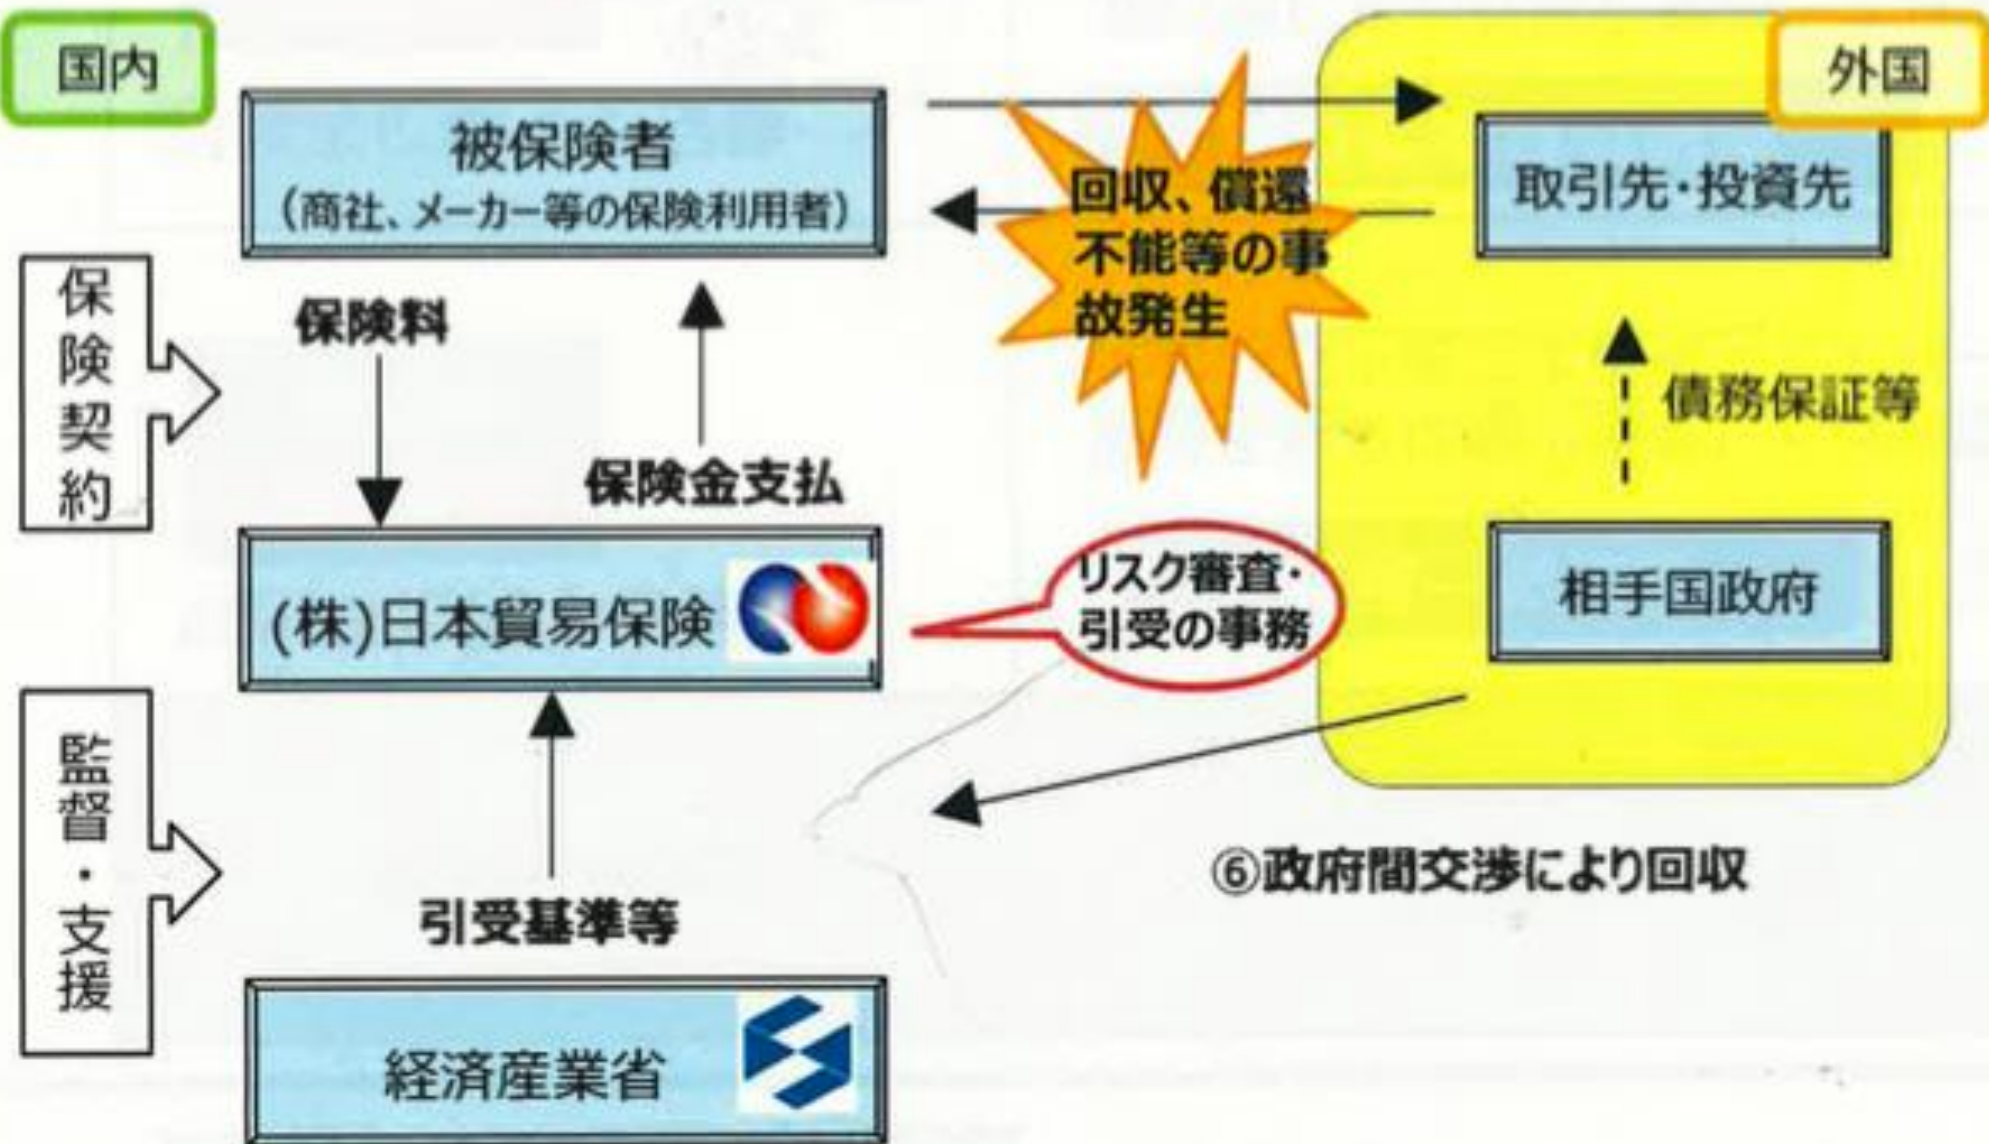 国内
外国
被保険者
(商社、メーカー等の保険利用者)
取引先・投資先
回収、償還
不能等の事
故発生
保険契約
保険料
保険金支払
債務保証等
(株)日本貿易保険
リスク審査・
引受の事務
相手国政府
監督・支援
⑥政府間交渉により回収
引受基準等
経済産業省